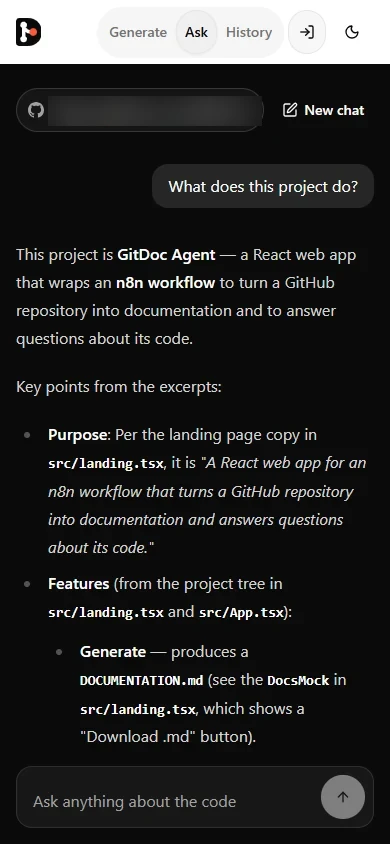 Generate Ask History
New chat
What does this project do?
This project is GitDoc Agent — a React web app
that wraps an n8n workflow to turn a GitHub
repository into documentation and to answer
questions about its code.
Key points from the excerpts:
Purpose: Per the landing page copy in
src/landing.tsx, it is "A React web app for an
n8n workflow that turns a GitHub repository
into documentation and answers questions
about its code."
Features (from the project tree in
src/landing.tsx and src/App.tsx):
Generate — produces a
DOCUMENTATION.md (see the DocsMock in
src/landing.tsx, which shows a
"Download .md" button).
Ask anything about the code